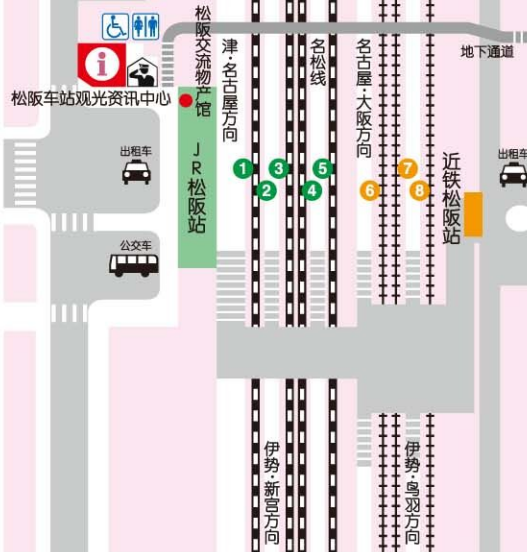 松阪交流物产馆
津·名古屋方向
名松线
名古屋·大阪方向
地下通道
i
松阪车站观光资讯中心
出租车
JR松阪站
1
2
3
4
5
6
7
8
近铁松阪站
出租车
公交车
伊势·新宫方向
伊势·鸟羽方向